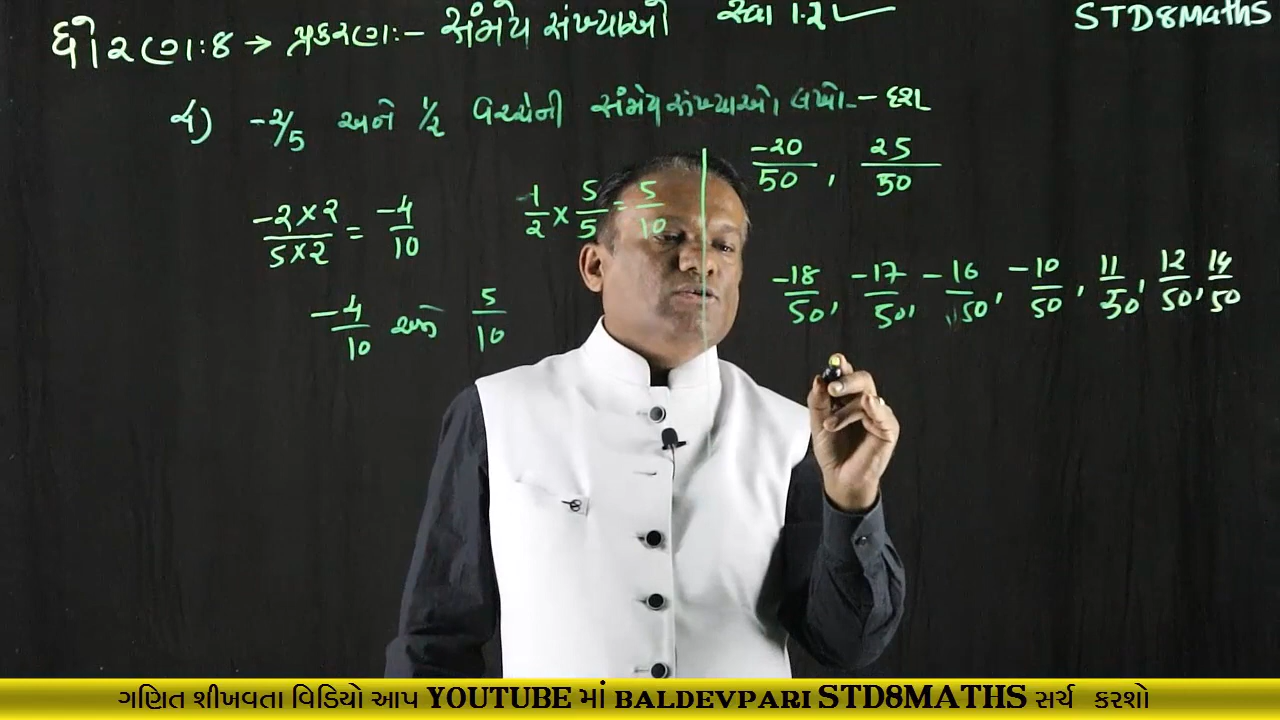 ધોરણ:8 → પ્રકરણ:- સંમેય સંખ્યાઓ સ્વા 1.2
STD8Maths
4) -2/5 અને 1/2 વચ્ચેની સંમેય સંખ્યાઓ લખો - દશ
-2×2/5×2 = -4/10
1/2 × 5/5 = 5/10
-4/10 અને 5/10
-20/50, 25/50
-18/50, -17/50, -16/50, -10/50, 11/50, 12/50, 14/50
ગણિત શીખવતા વિડિયો આપ YOUTUBE માં BALDEVPARI STD8MATHS સર્ચ કરશો